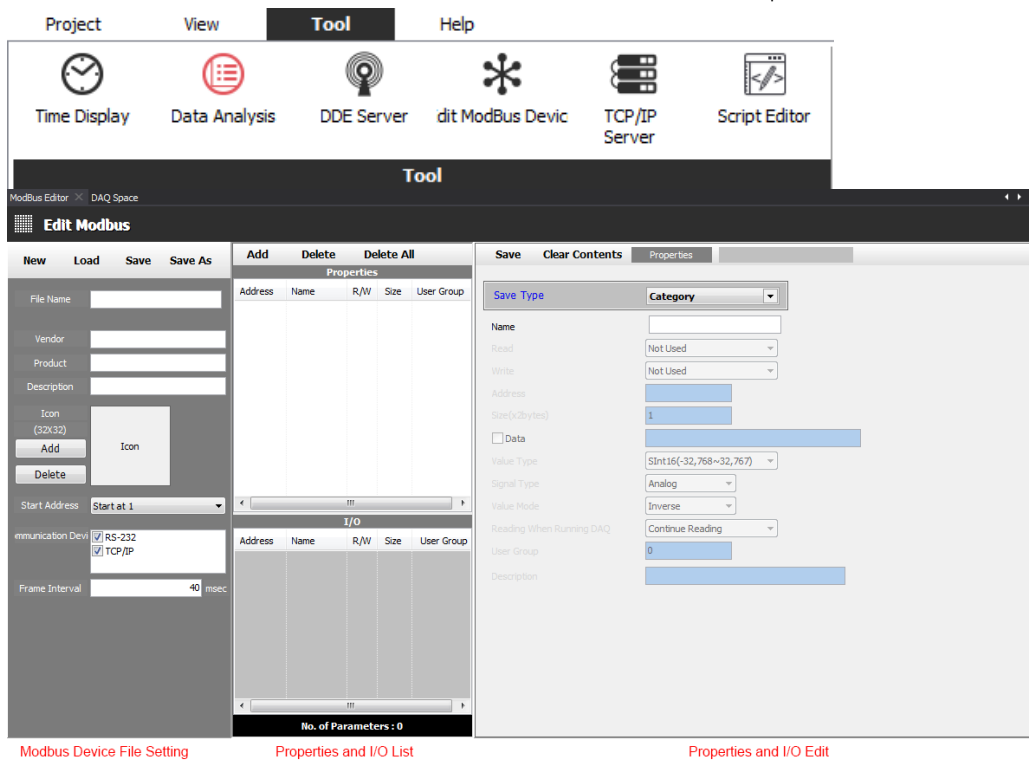 Project View Tool Help
Time Display Data Analysis DDE Server dit ModBus Devic TCP/IP Server Script Editor
Tool
ModBus Editor DAQ Space
Edit Modbus
New Load Save Save As
File Name
Vendor
Product
Description
Icon
(32X32)
Icon
Add
Delete
Start Address Start at 1
mmunication Devi RS-232
TCP/IP
Frame Interval 40 msec
Add Delete Delete All
Properties
Address Name R/W Size User Group
I/O
Address Name R/W Size User Group
No. of Parameters : 0
Save Clear Contents Properties
Save Type Category
Name
Read Not Used
Write Not Used
Address
Size(x2bytes) 1
Data
Value Type SInt16(-32,768~32,767)
Signal Type Analog
Value Mode Inverse
Reading When Running DAQ Continue Reading
User Group 0
Description
Modbus Device File Setting Properties and I/O List Properties and I/O Edit